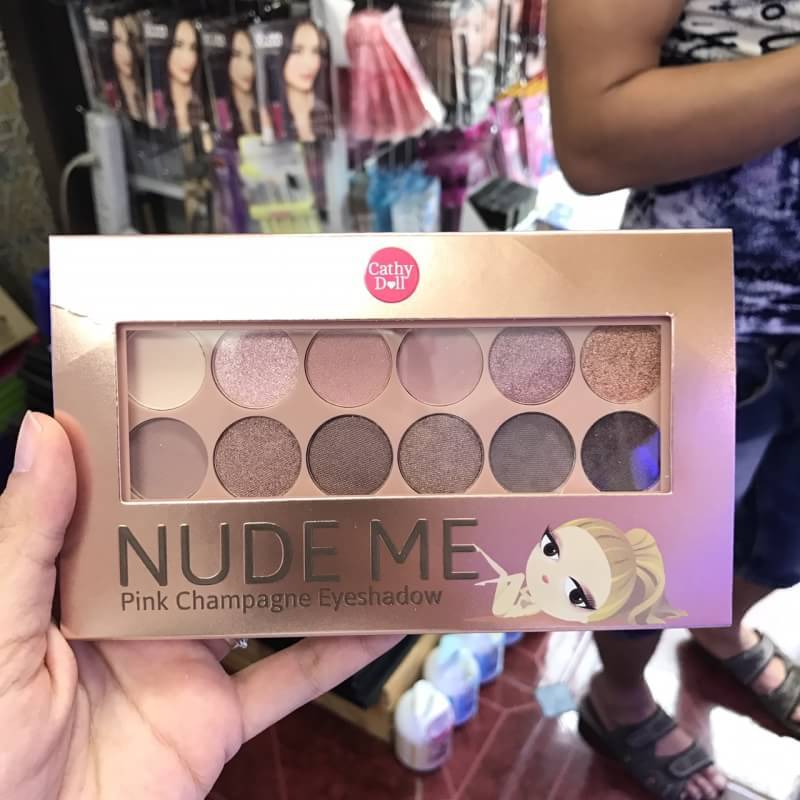 Cathy
Doll
NUDE ME
Pink Champagne Eyeshadow